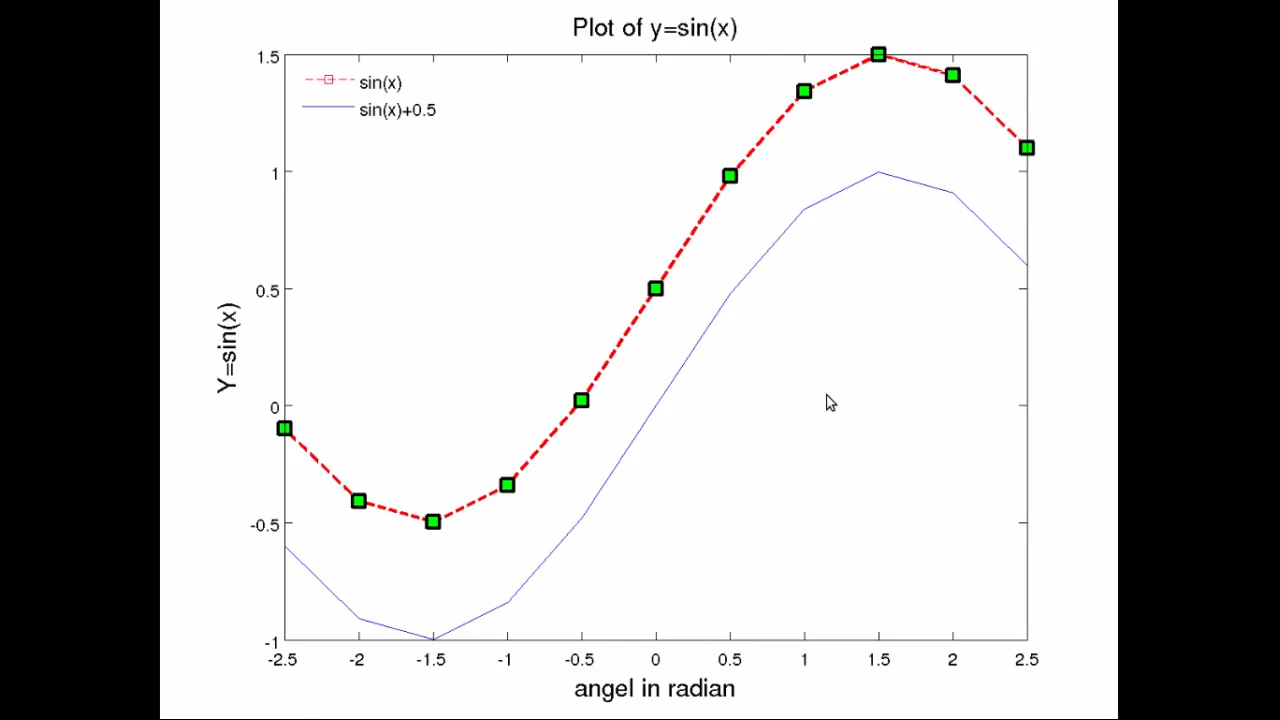 Plot of y=sin(x)
1.5
sin(x)
sin(x)+0.5
1
0.5
Y=sin(x)
0
-0.5
-1
-2.5 -2 -1.5 -1 -0.5 0 0.5 1 1.5 2 2.5
angel in radian